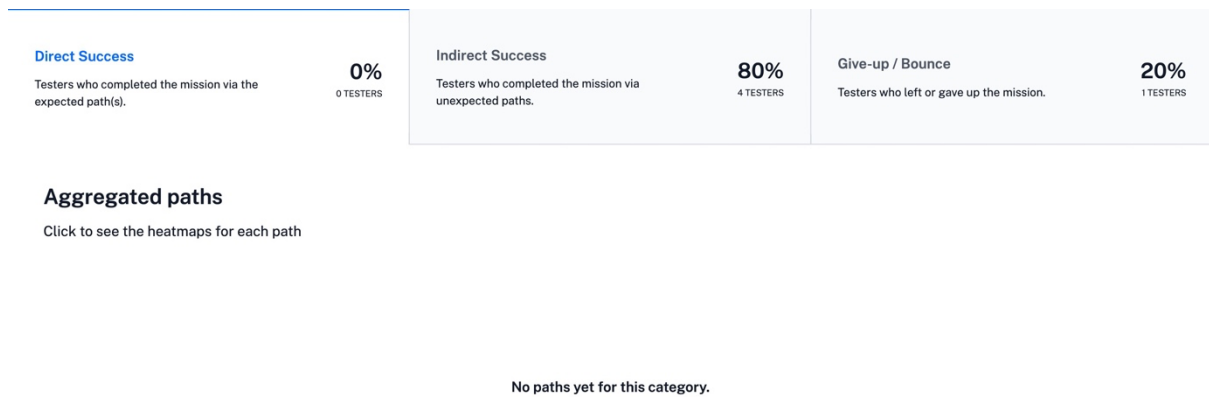 Direct Success
Testers who completed the mission via the
expected path(s).
0%
0 TESTERS
Indirect Success
Testers who completed the mission via
unexpected paths.
80%
4 TESTERS
Give-up / Bounce
Testers who left or gave up the mission.
20%
1 TESTERS
Aggregated paths
Click to see the heatmaps for each path
No paths yet for this category.